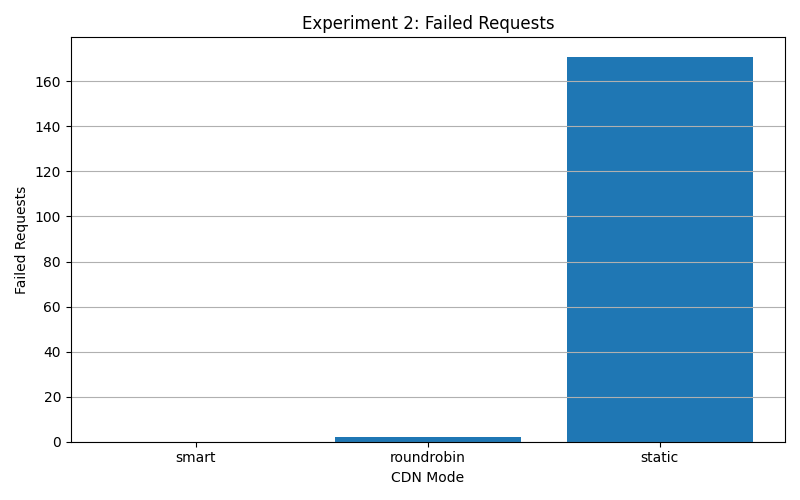 Experiment 2: Failed Requests
Failed Requests
160
140
120
100
80
60
40
20
0
smart
roundrobin
static
CDN Mode